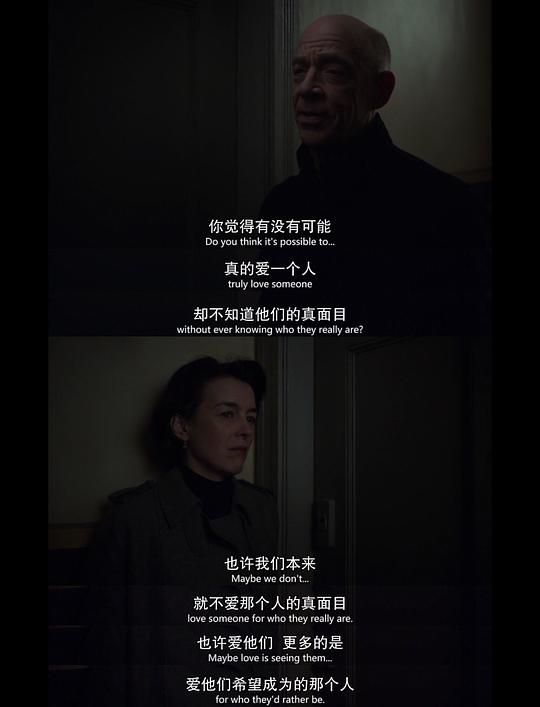 你觉得有没有可能
Do you think it's possible to...
真的爱一个人
truly love someone
却不知道他们的真面目
without ever knowing who they really are?
也许我们本来
Maybe we don't...
就不爱那个人的真面目
love someone for who they really are.
也许爱他们 更多的是
Maybe love is seeing them...
爱他们希望成为的那个人
for who they'd rather be.